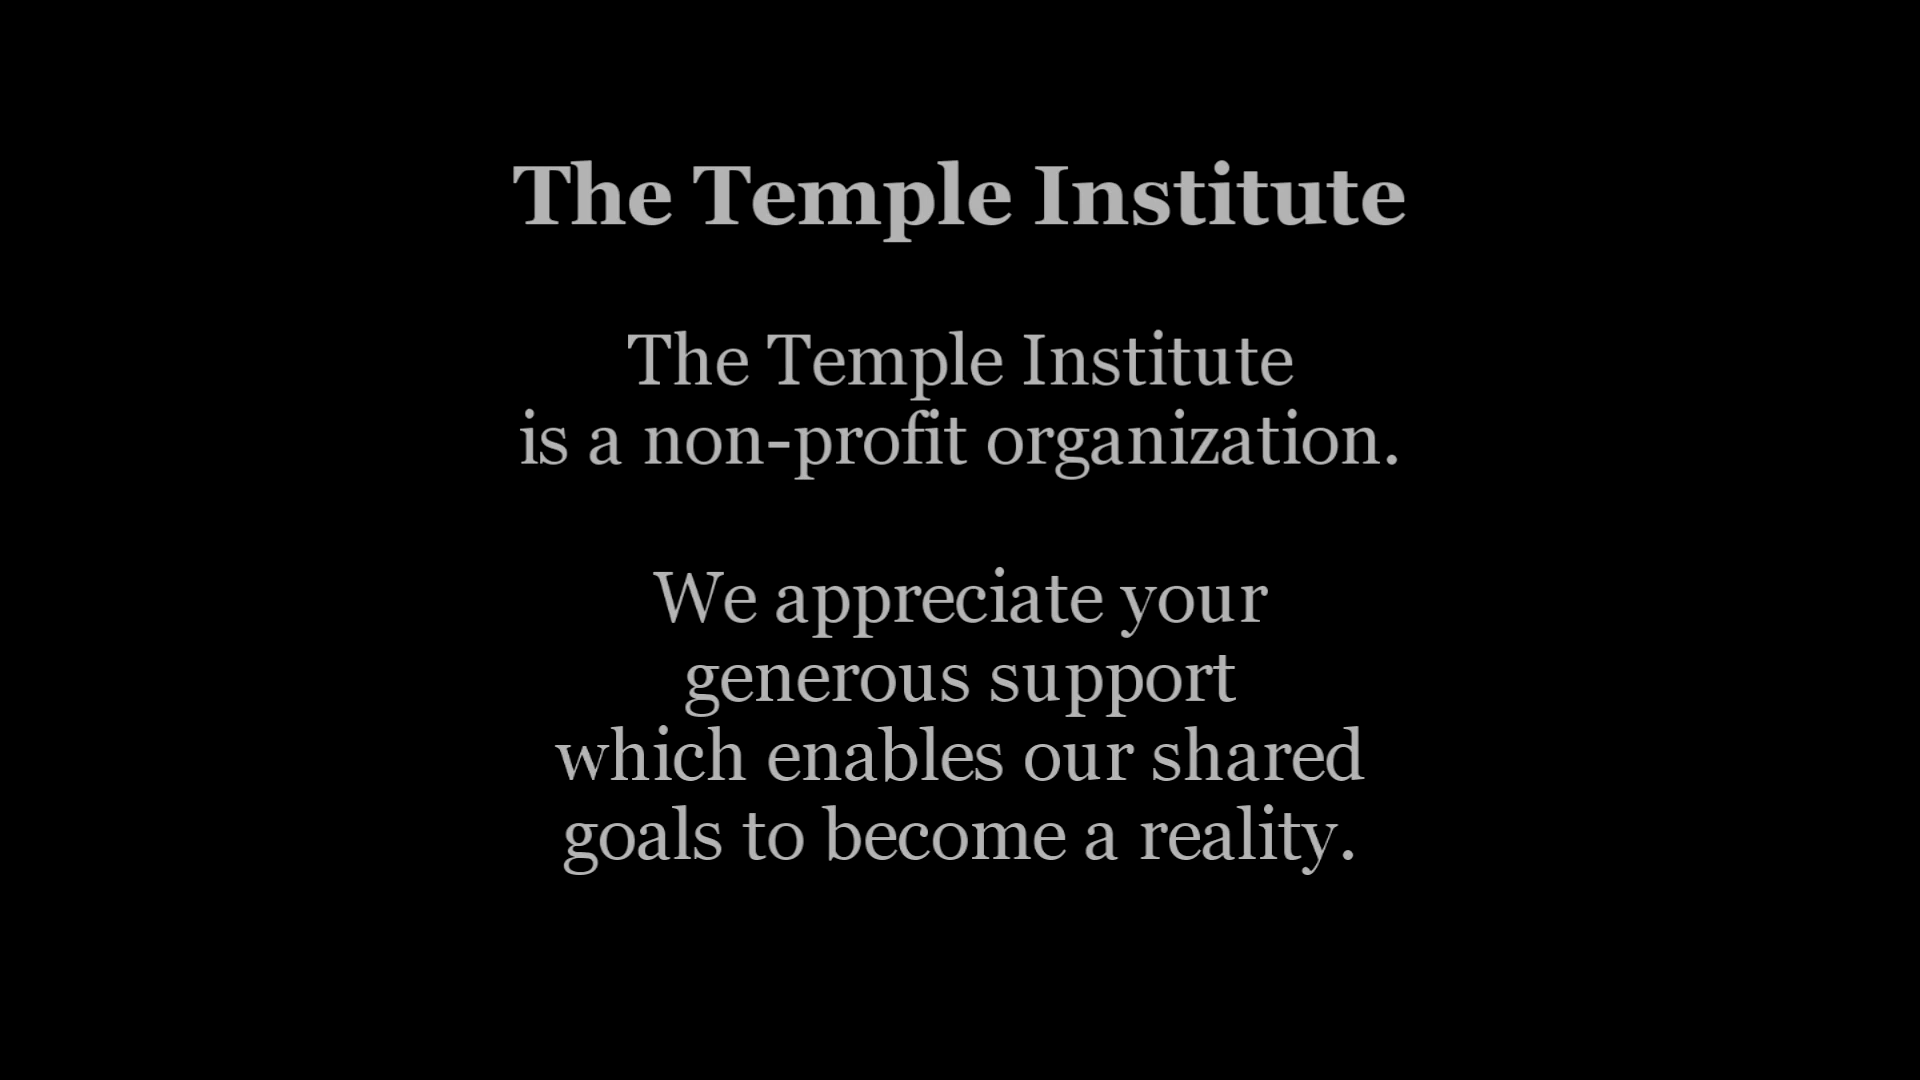 The Temple Institute
The Temple Institute
is a non-profit organization.
We appreciate your
generous support
which enables our shared
goals to become a reality.